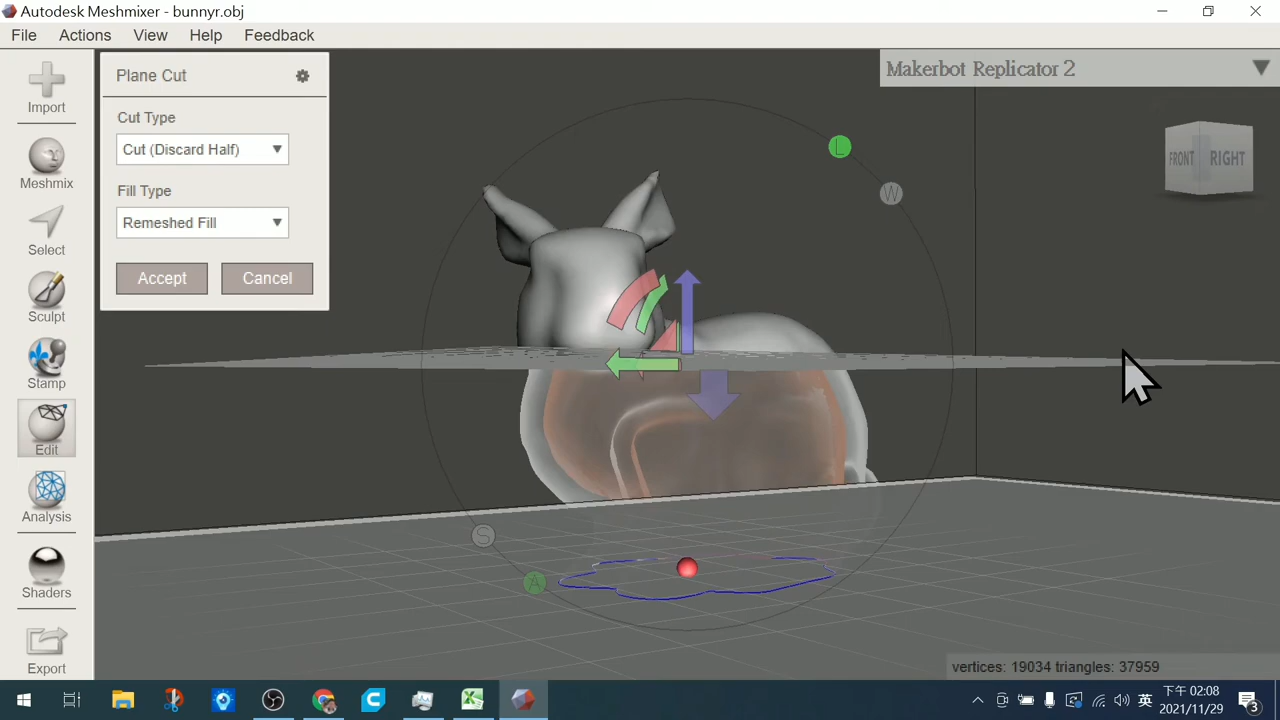 Autodesk Meshmixer - bunnyr.obj
File Actions View Help Feedback
Import
Meshmix
Select
Sculpt
Stamp
Edit
Analysis
Shaders
Export
Plane Cut
Cut Type
Cut (Discard Half)
Fill Type
Remeshed Fill
Accept Cancel
Makerbot Replicator 2
FRONT RIGHT
L
W
S
A
vertices: 19034 triangles: 37959
英
下午 02:08
2021/11/29
3